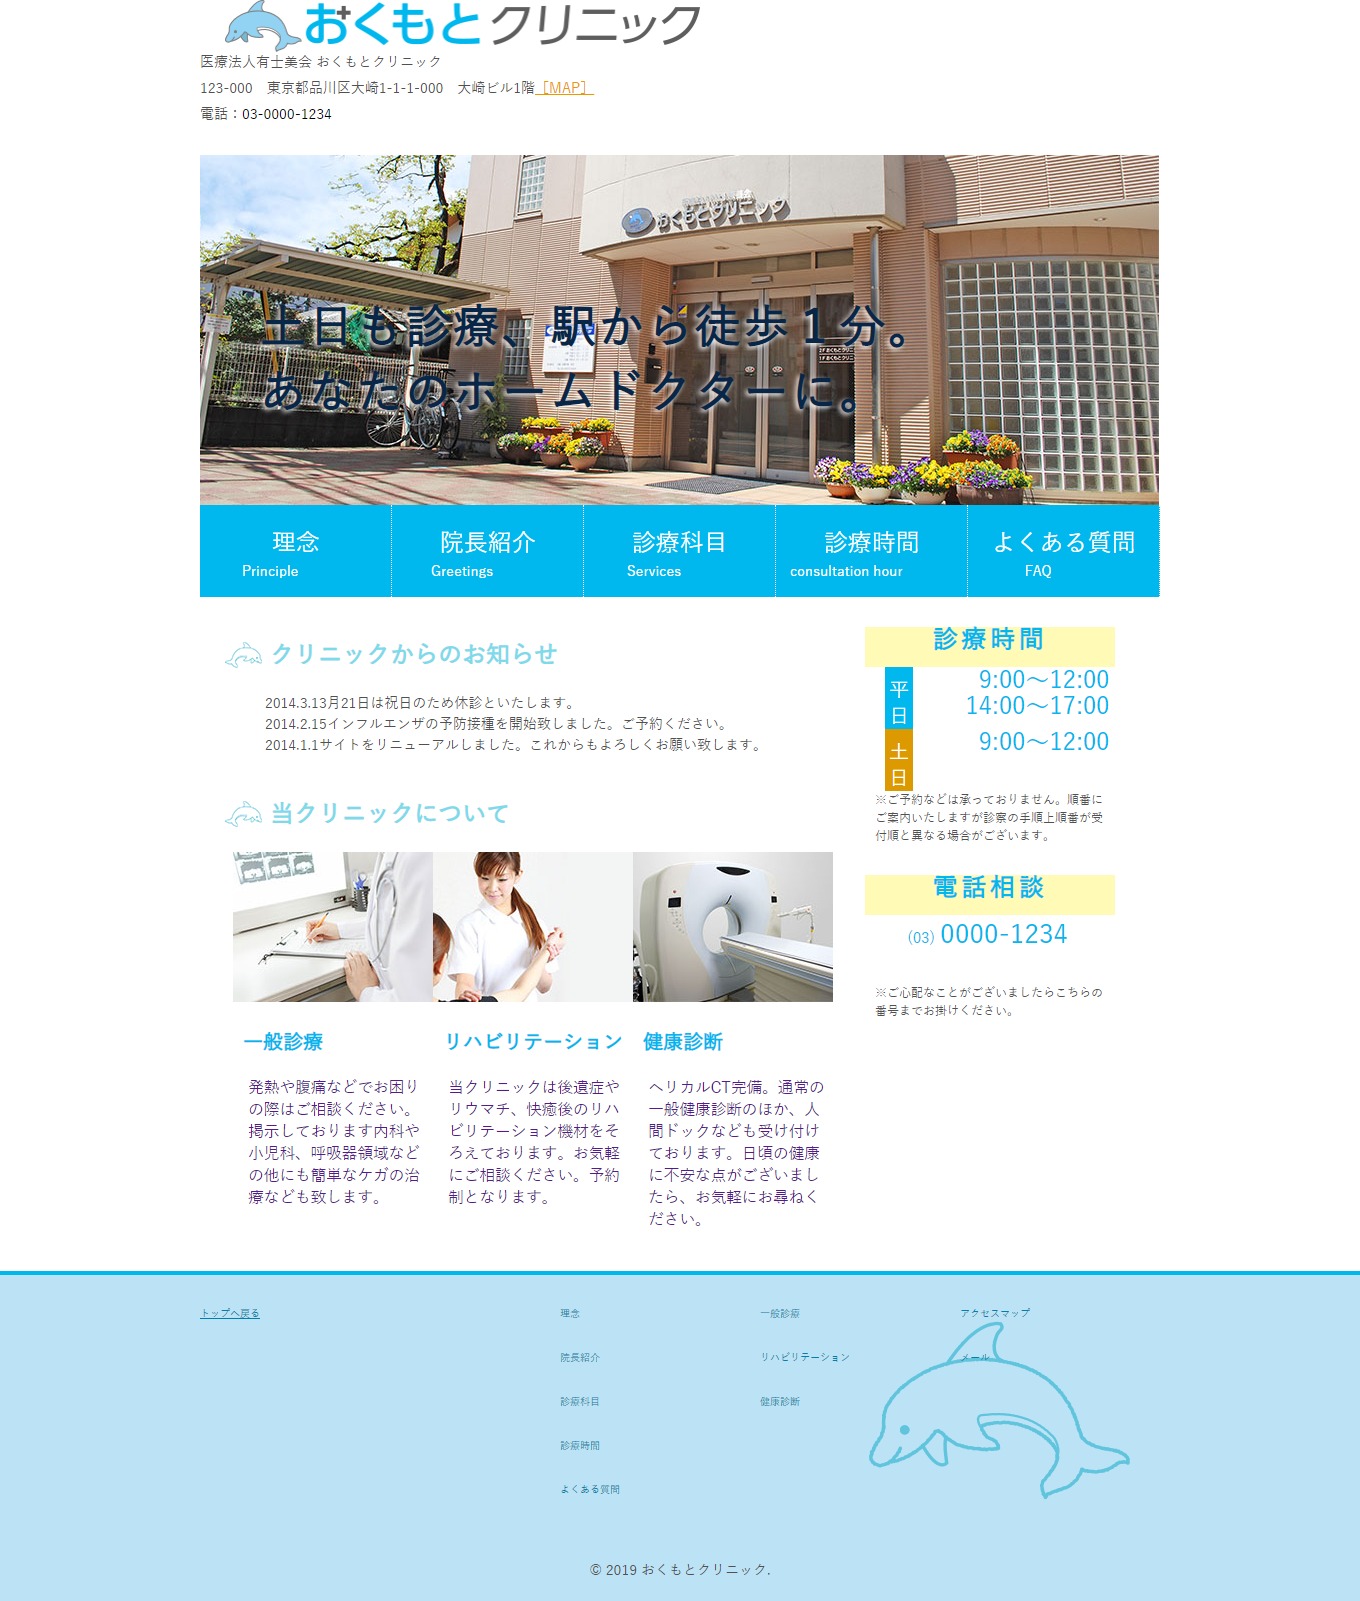 おくもとクリニック
医療法人有士美会 おくもとクリニック
123-000　東京都品川区大崎1-1-1-000　大崎ビル1階［MAP］
電話：03-0000-1234
おくもとクリニック
土日も診療、駅から徒歩１分。
あなたのホームドクターに。
理念
Principle
院長紹介
Greetings
診療科目
Services
診療時間
consultation hour
よくある質問
FAQ
クリニックからのお知らせ
2014.3.13月21日は祝日のため休診といたします。
2014.2.15インフルエンザの予防接種を開始致しました。ご予約ください。
2014.1.1サイトをリニューアルしました。これからもよろしくお願い致します。
当クリニックについて
一般診療
発熱や腹痛などでお困り
の際はご相談ください。
掲示しております内科や
小児科、呼吸器領域など
の他にも簡単なケガの治
療なども致します。
リハビリテーション
当クリニックは後遺症や
リウマチ、快癒後のリハ
ビリテーション機材をそ
ろえております。お気軽
にご相談ください。予約
制となります。
健康診断
ヘリカルCT完備。通常の
一般健康診断のほか、人
間ドックなども受け付け
ております。日頃の健康
に不安な点がございまし
たら、お気軽にお尋ねく
ださい。
診療時間
平日
9:00～12:00
14:00～17:00
土日
9:00～12:00
※ご予約などは承っておりません。順番に
ご案内いたしますが診察の手順上順番が受
付順と異なる場合がございます。
電話相談
(03) 0000-1234
※ご心配なことがございましたらこちらの
番号までお掛けください。
トップへ戻る
理念
院長紹介
診療科目
診療時間
よくある質問
一般診療
リハビリテーション
健康診断
アクセスマップ
メール
© 2019 おくもとクリニック.